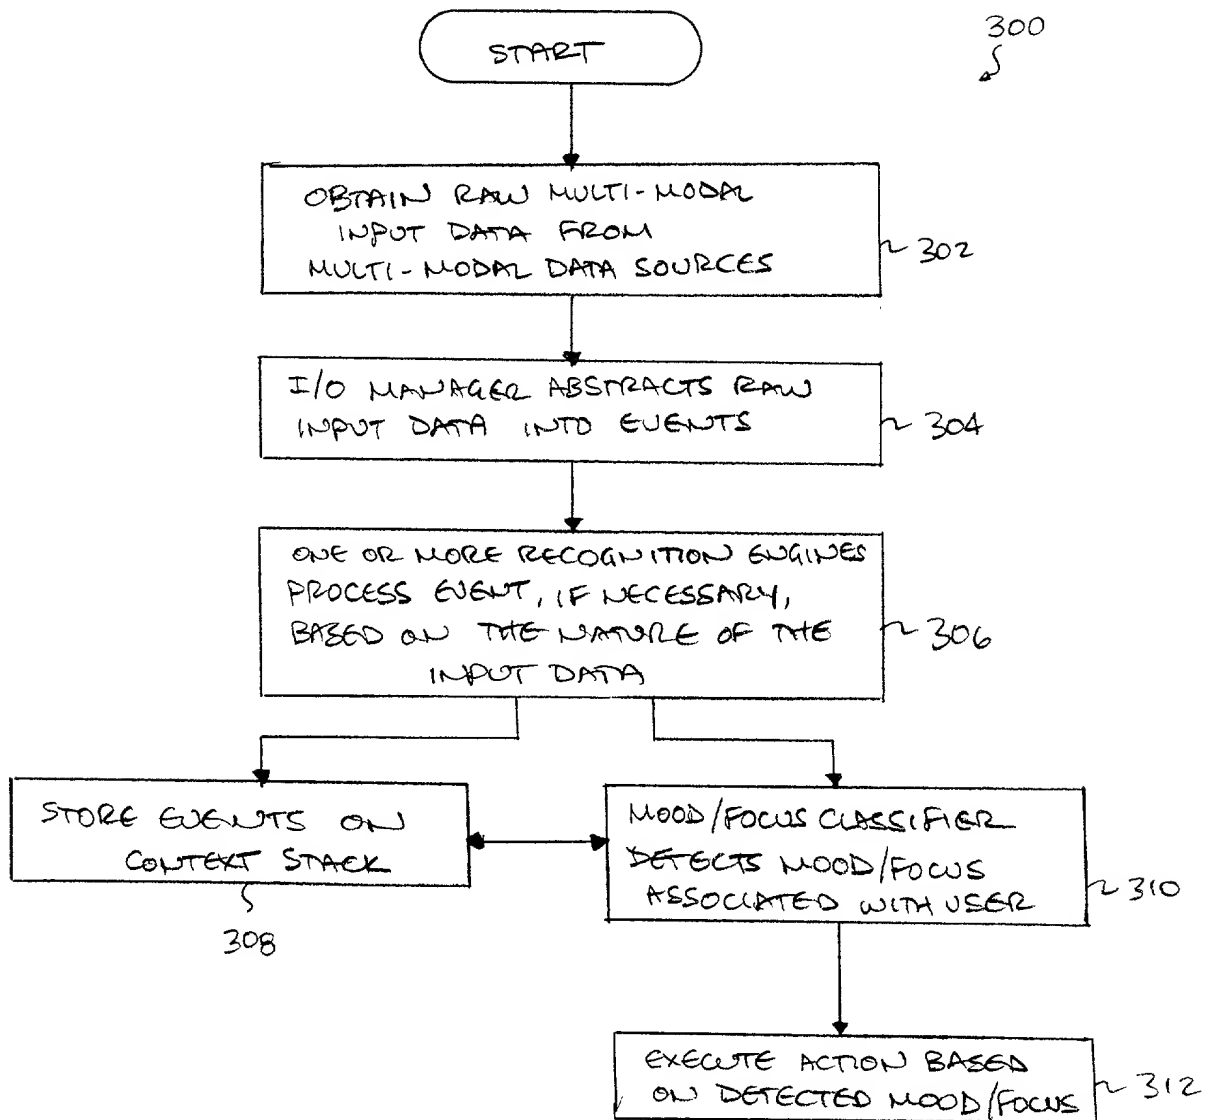 START
300
OBTAIN RAW MULTI-MODAL
INPUT DATA FROM
MULTI-MODAL DATA SOURCES
302
I/O MANAGER ABSTRACTS RAW
INPUT DATA INTO EVENTS
304
ONE OR MORE RECOGNITION ENGINES
PROCESS EVENT, IF NECESSARY,
BASED ON THE NATURE OF THE
INPUT DATA
306
STORE EVENTS ON
CONTEXT STACK
308
MOOD/FOCUS CLASSIFIER
DETECTS MOOD/FOCUS
ASSOCIATED WITH USER
310
EXECUTE ACTION BASED
ON DETECTED MOOD/FOCUS
312